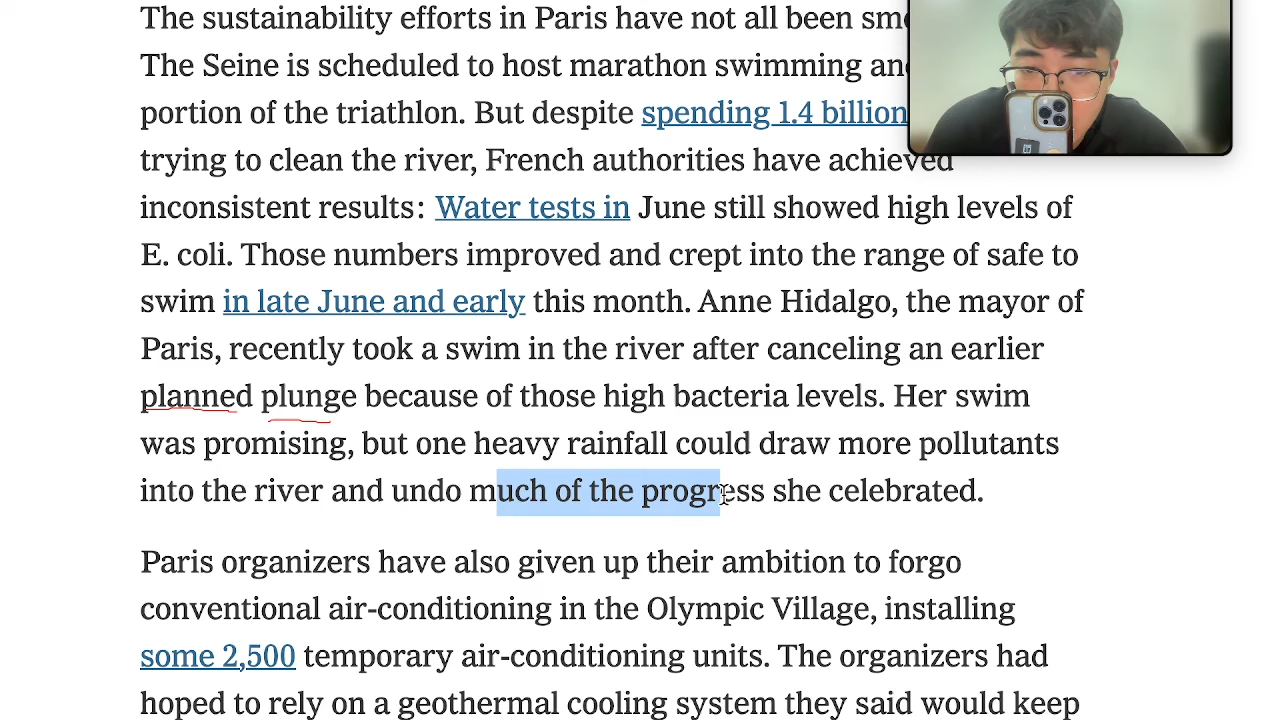 The sustainability efforts in Paris have not all been
The Seine is scheduled to host marathon swimming
portion of the triathlon. But despite spending 1.4 billion
trying to clean the river, French authorities have achieved
inconsistent results: Water tests in June still showed high levels of
E. coli. Those numbers improved and crept into the range of safe to
swim in late June and early this month. Anne Hidalgo, the mayor of
Paris, recently took a swim in the river after canceling an earlier
planned plunge because of those high bacteria levels. Her swim
was promising, but one heavy rainfall could draw more pollutants
into the river and undo much of the progress she celebrated.
Paris organizers have also given up their ambition to forgo
conventional air-conditioning in the Olympic Village, installing
some 2,500 temporary air-conditioning units. The organizers had
hoped to rely on a geothermal cooling system they said would keep